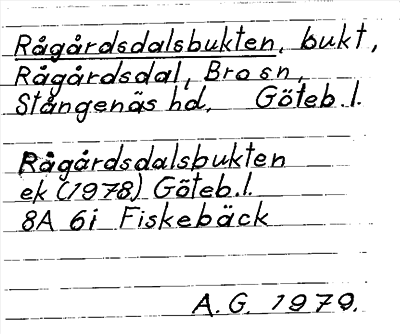 Rågårdsdalsbukten, bukt,
Rågårdsdal, Bro sn,
Stångenäs hd, Göteb.l.
Rågårdsdalsbukten
ek (1978) Göteb.l.
8A 6i Fiskebäck
A.G. 1979.